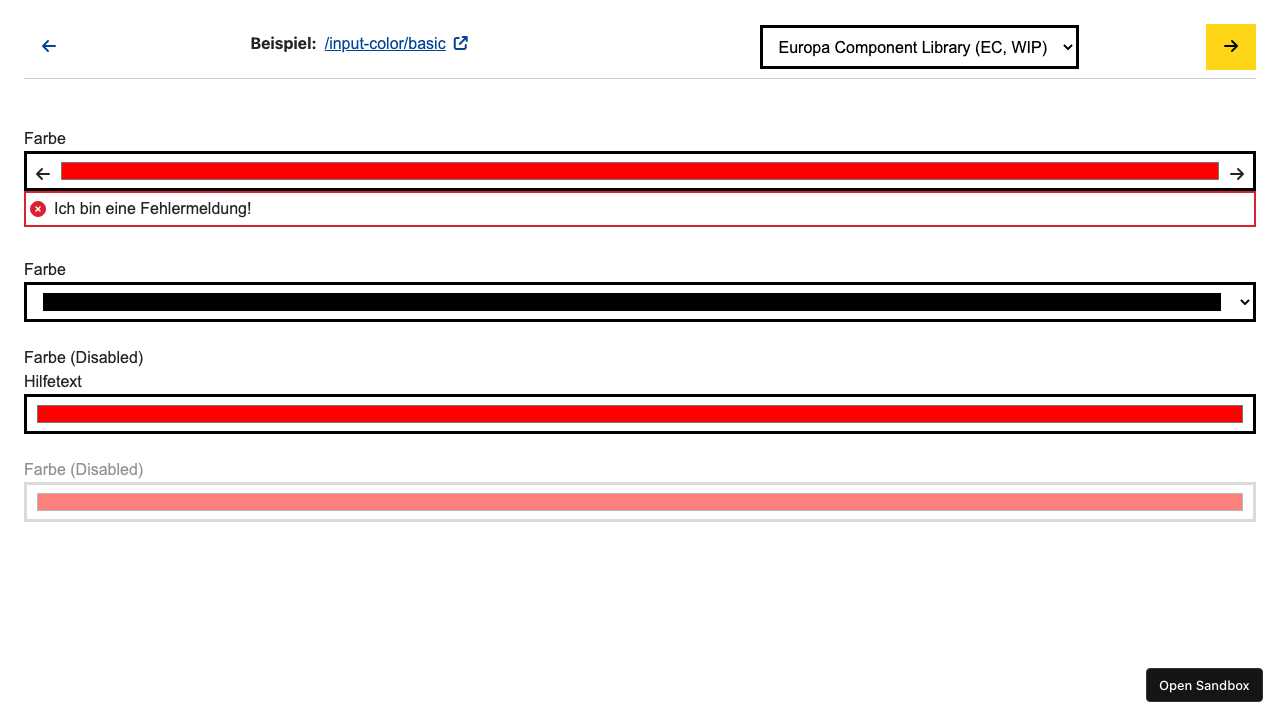 Beispiel: /input-color/basic
Europa Component Library (EC, WIP)
Farbe
Ich bin eine Fehlermeldung!
Farbe
Farbe (Disabled)
Hilfetext
Farbe (Disabled)
Open Sandbox